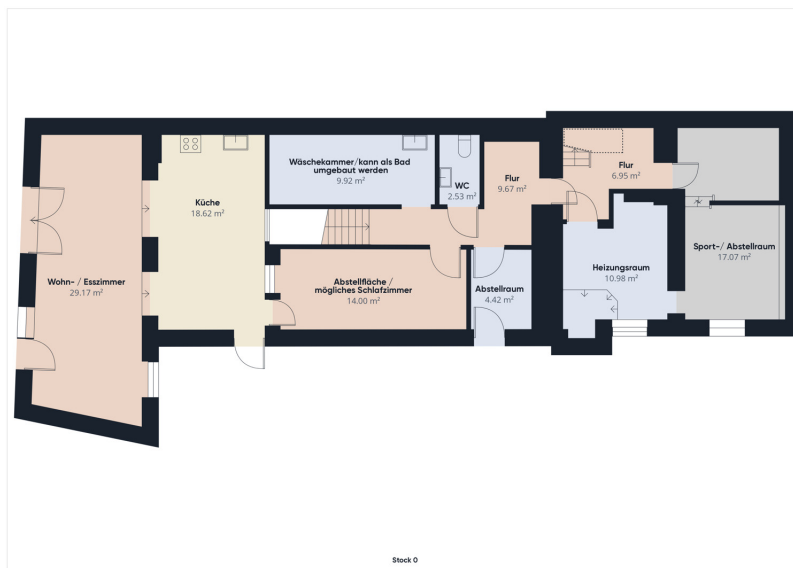 Wäschekammer/kann als Bad
umgebaut werden
9.92 m²
WC
2.53 m²
Flur
9.67 m²
Flur
6.95 m²
Küche
18.62 m²
Wohn- / Esszimmer
29.17 m²
Abstellfläche /
mögliches Schlafzimmer
14.00 m²
Abstellraum
4.42 m²
Heizungsraum
10.98 m²
Sport-/ Abstellraum
17.07 m²
Stock 0